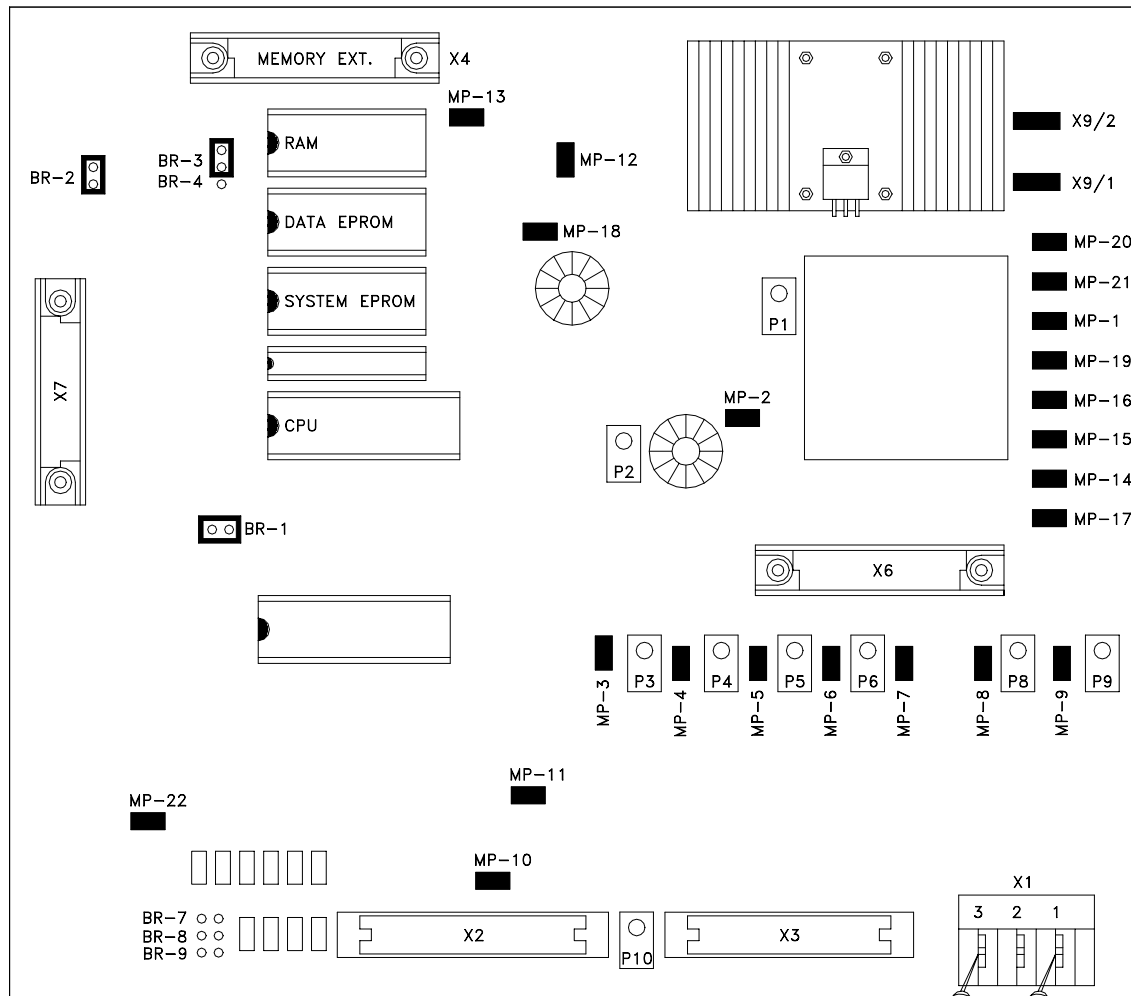 MEMORY EXT.
X4
MP-13
RAM
BR-3
BR-4
BR-2
MP-12
X9/2
X9/1
DATA EPROM
MP-18
MP-20
MP-21
MP-1
MP-19
MP-16
MP-15
MP-14
MP-17
SYSTEM EPROM
P1
X7
CPU
MP-2
P2
BR-1
X6
MP-3
P3
MP-4
P4
MP-5
P5
MP-6
P6
MP-7
MP-8
P8
MP-9
P9
MP-11
MP-22
MP-10
X1
3 2 1
BR-7
BR-8
BR-9
X2
P10
X3